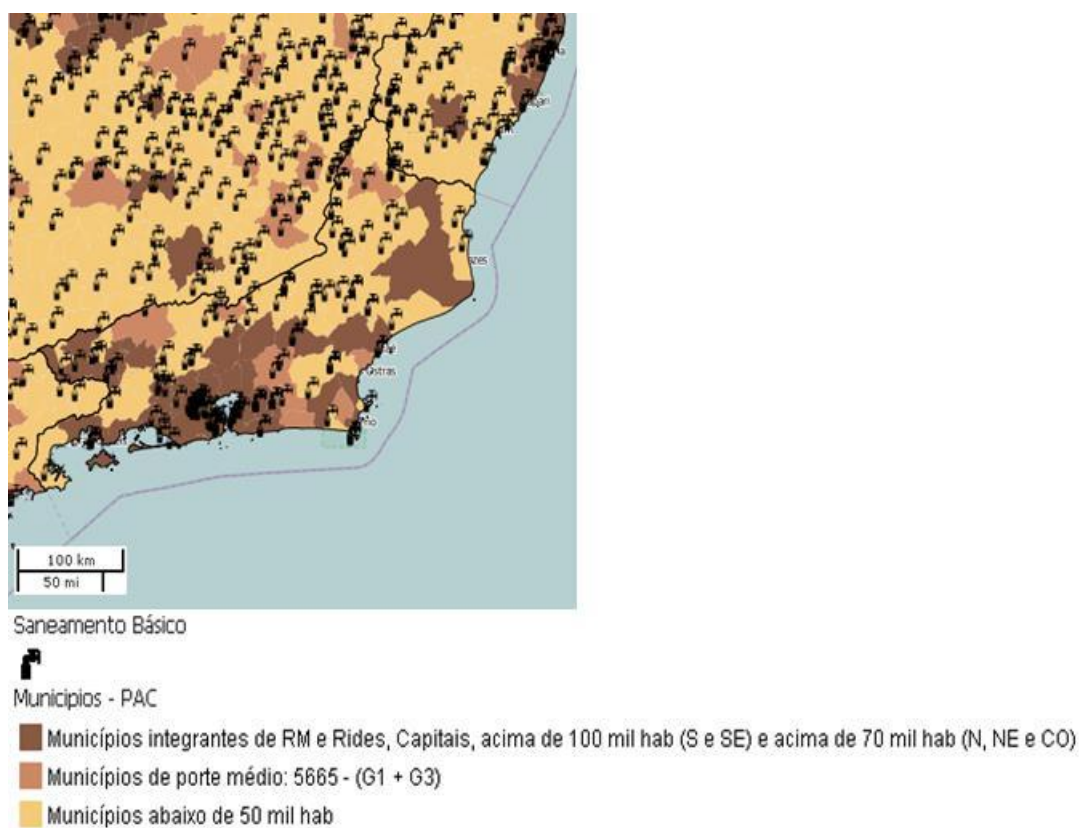 zes
Ostras
100 km
50 mi
Saneamento Básico
Municipios - PAC
Municípios integrantes de RM e Rides, Capitais, acima de 100 mil hab (S e SE) e acima de 70 mil hab (N, NE e CO)
Municípios de porte médio: 5665 - (G1 + G3)
Municípios abaixo de 50 mil hab